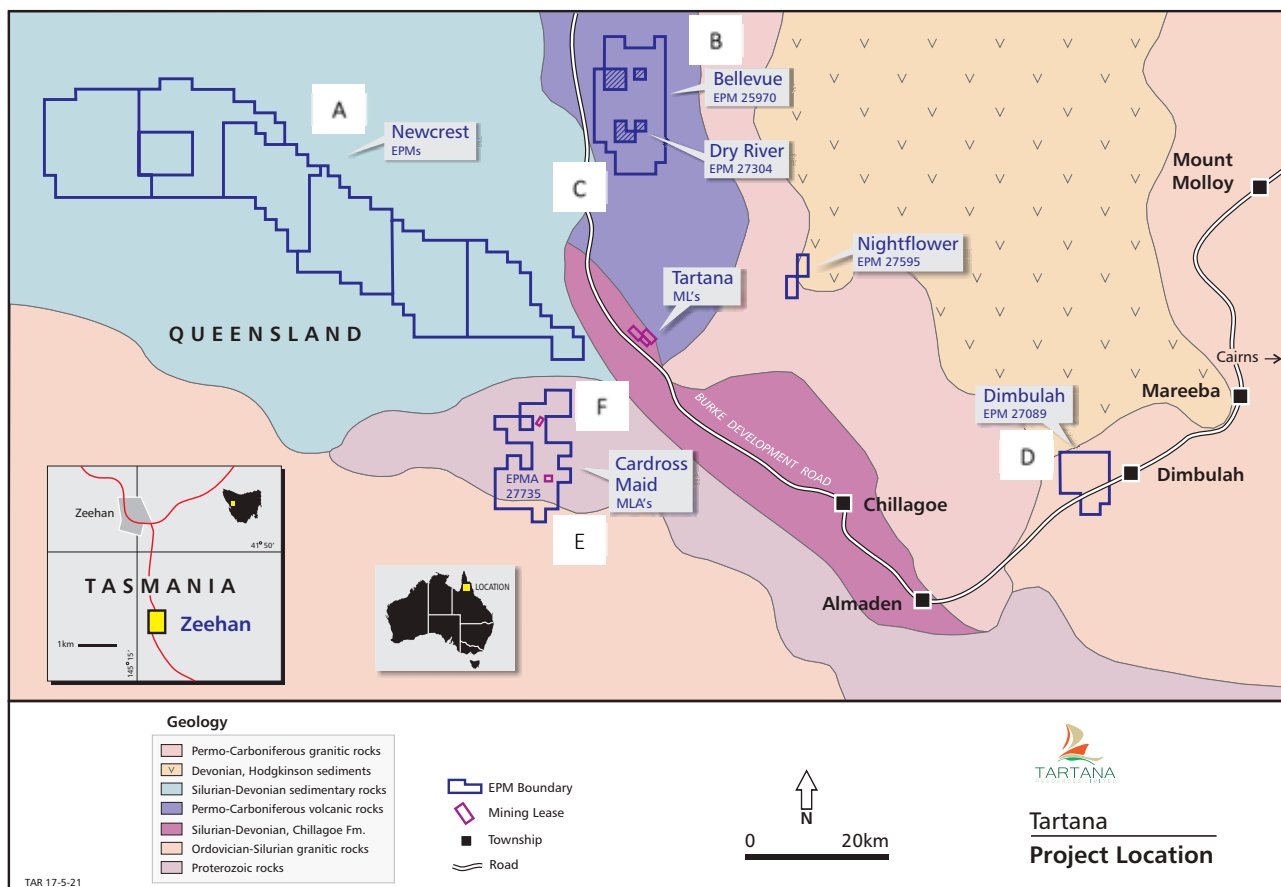 A
Newcrest
EPMs
B
Bellevue
EPM 25970
Dry River
EPM 27304
C
Mount
Molloy
Nightflower
EPM 27595
Tartana
ML's
QUEENSLAND
Cairns
Mareeba
Dimbulah
EPM 27089
D
Dimbulah
F
BURKE DEVELOPMENT ROAD
Cardross
Maid
MLA's
EPMA
27735
E
Chillagoe
Almaden
Zeehan
41° 50'
TASMANIA
Zeehan
1km
145° 15'
LOCATION
Geology
Permo-Carboniferous granitic rocks
V Devonian, Hodgkinson sediments
Silurian-Devonian sedimentary rocks
Permo-Carboniferous volcanic rocks
Silurian-Devonian, Chillagoe Fm.
Ordovician-Silurian granitic rocks
Proterozoic rocks
EPM Boundary
Mining Lease
Township
Road
N
0 20km
TARTANA
RESOURCES LIMITED
Tartana
Project Location
TAR 17-5-21